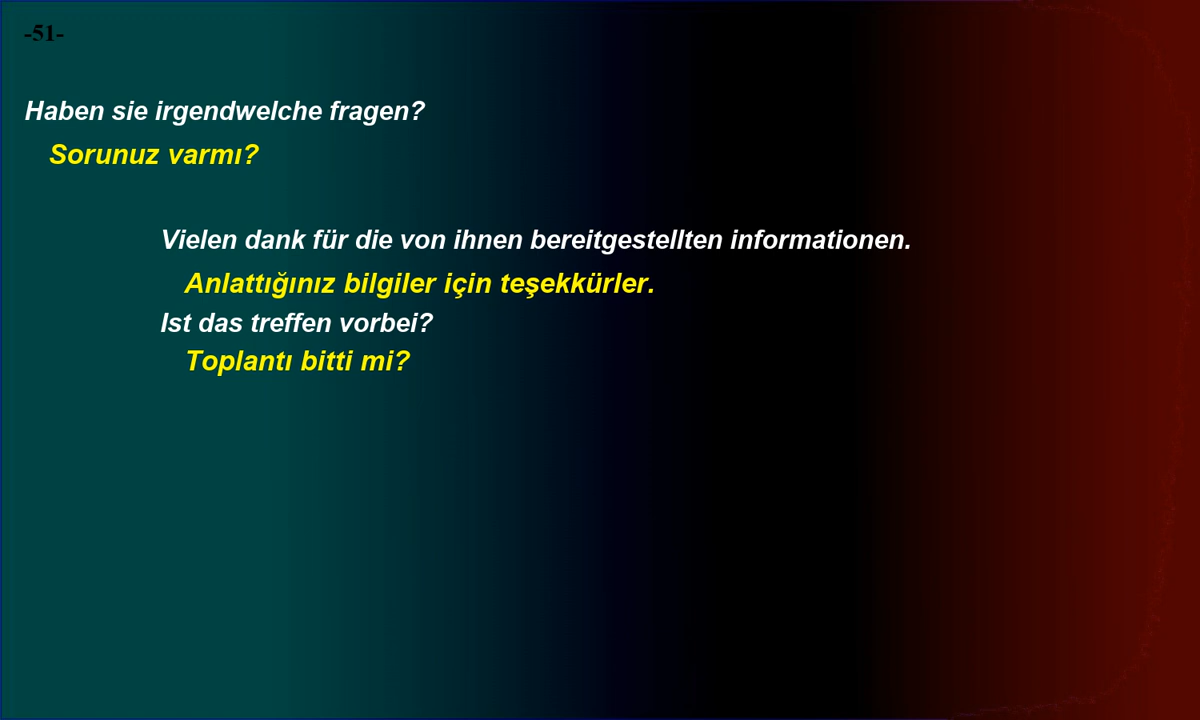 -51-
Haben sie irgendwelche fragen?
Sorunuz varmı?
Vielen dank für die von ihnen bereitgestellten informationen.
Anlattığınız bilgiler için teşekkürler.
Ist das treffen vorbei?
Toplantı bitti mi?